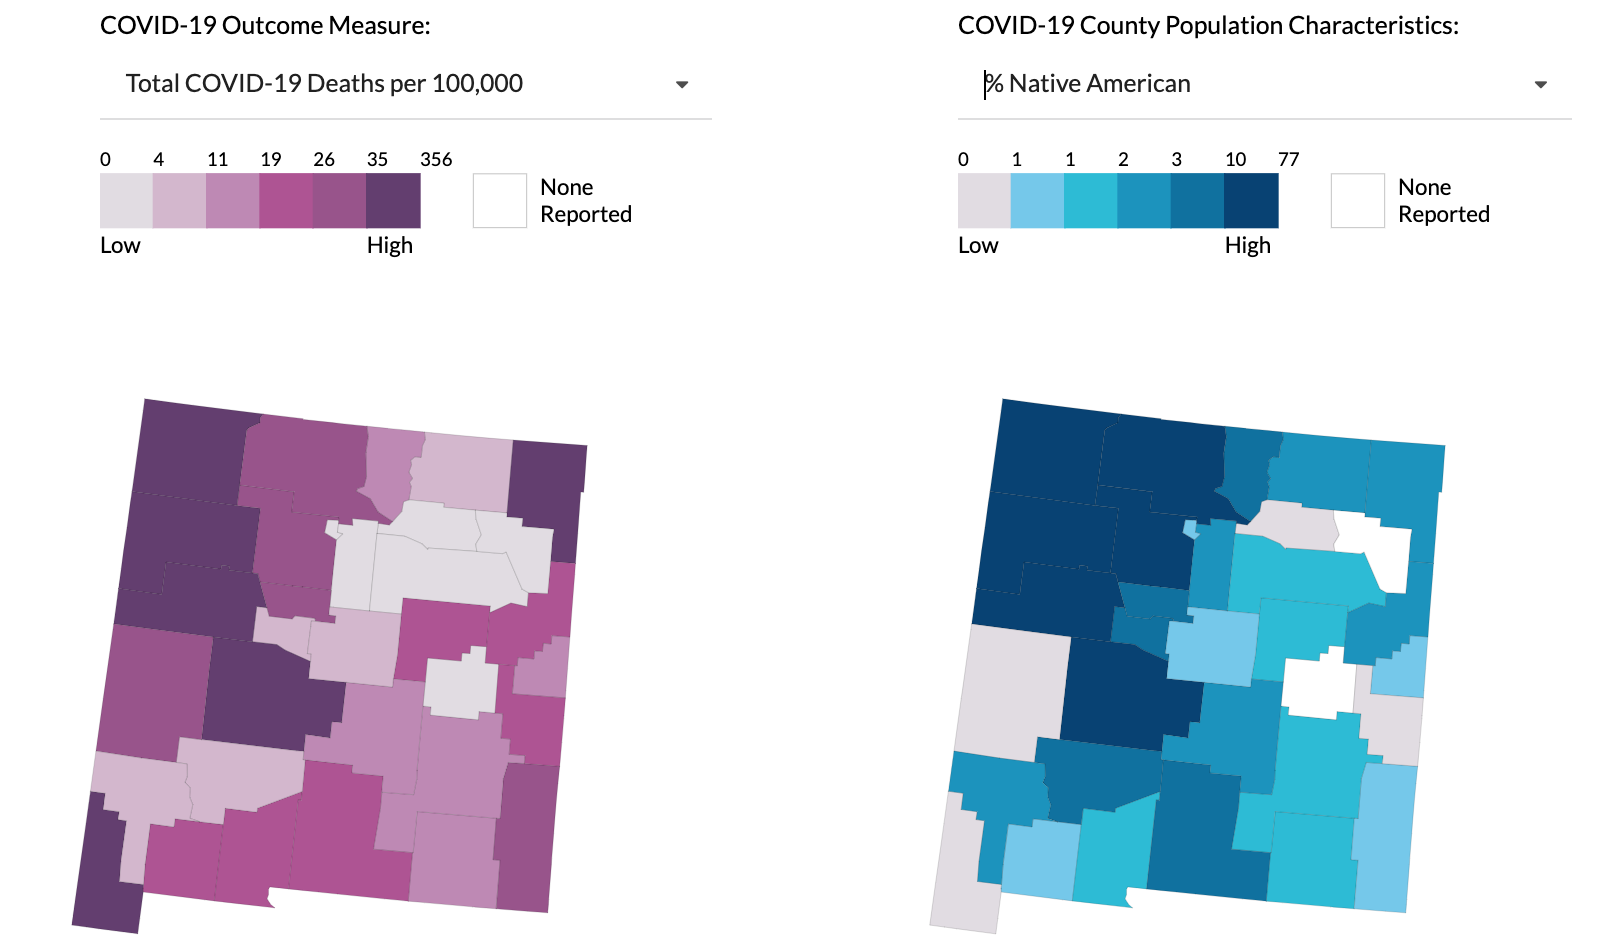 COVID-19 Outcome Measure:
Total COVID-19 Deaths per 100,000
0 4 11 19 26 35 356
None
Reported
Low High
COVID-19 County Population Characteristics:
% Native American
0 1 1 2 3 10 77
None
Reported
Low High